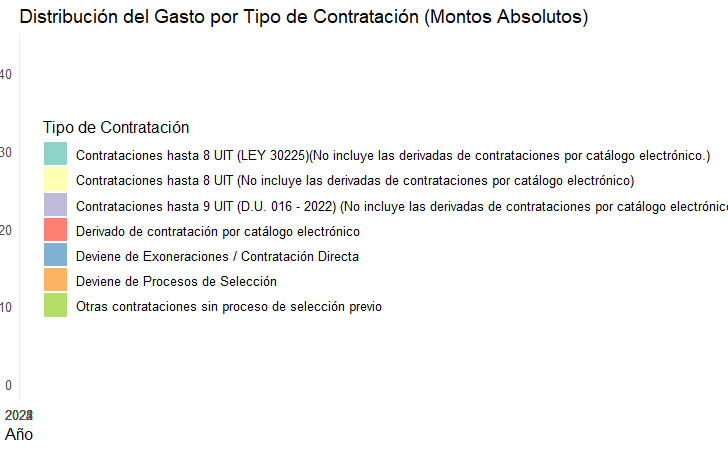 Distribución del Gasto por Tipo de Contratación (Montos Absolutos)
40
Tipo de Contratación
30
Contrataciones hasta 8 UIT (LEY 30225)(No incluye las derivadas de contrataciones por catálogo electrónico.)
Contrataciones hasta 8 UIT (No incluye las derivadas de contrataciones por catálogo electrónico)
Contrataciones hasta 9 UIT (D.U. 016 - 2022) (No incluye las derivadas de contrataciones por catálogo electrónico
20
Derivado de contratación por catálogo electrónico
Deviene de Exoneraciones / Contratación Directa
Deviene de Procesos de Selección
10
Otras contrataciones sin proceso de selección previo
0
Año